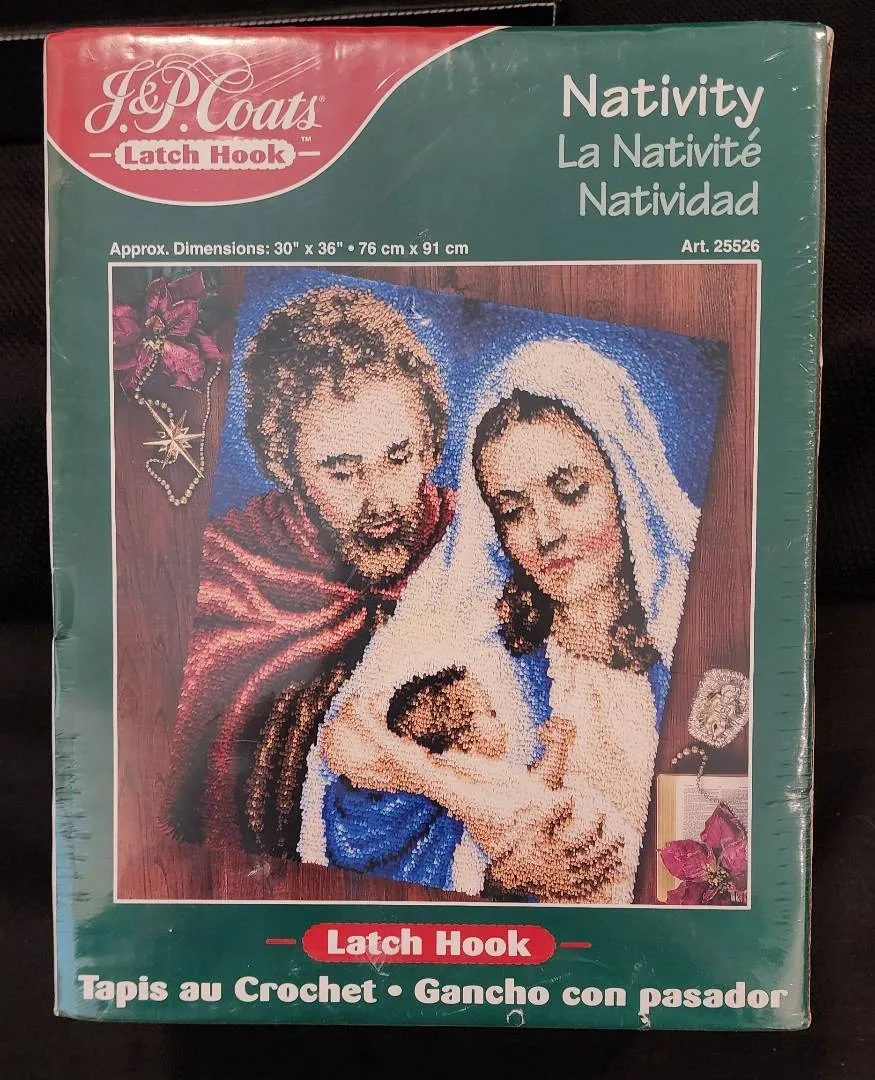 J.&P. Coats®
Latch Hook™
Nativity
La Nativité
Natividad
Approx. Dimensions: 30" x 36" • 76 cm x 91 cm
Art. 25526
Latch Hook
Tapis au Crochet • Gancho con pasador